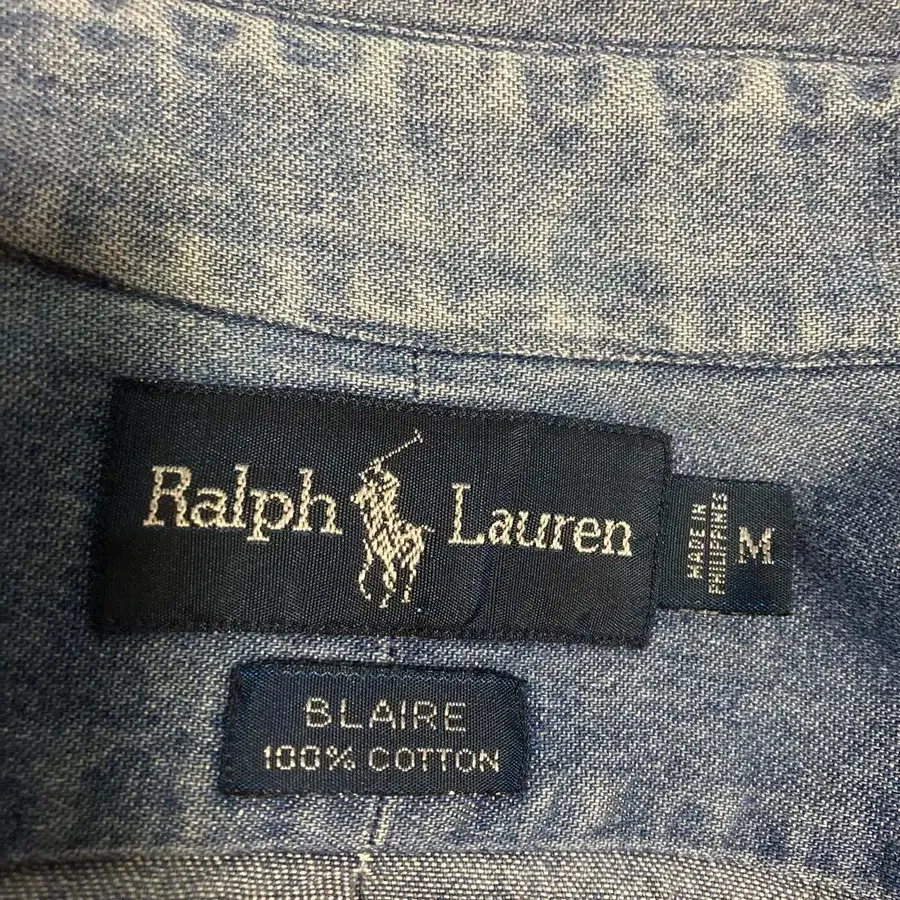 Ralph Lauren
MADE IN
PHILIPPINES
M
BLAIRE
100% COTTON